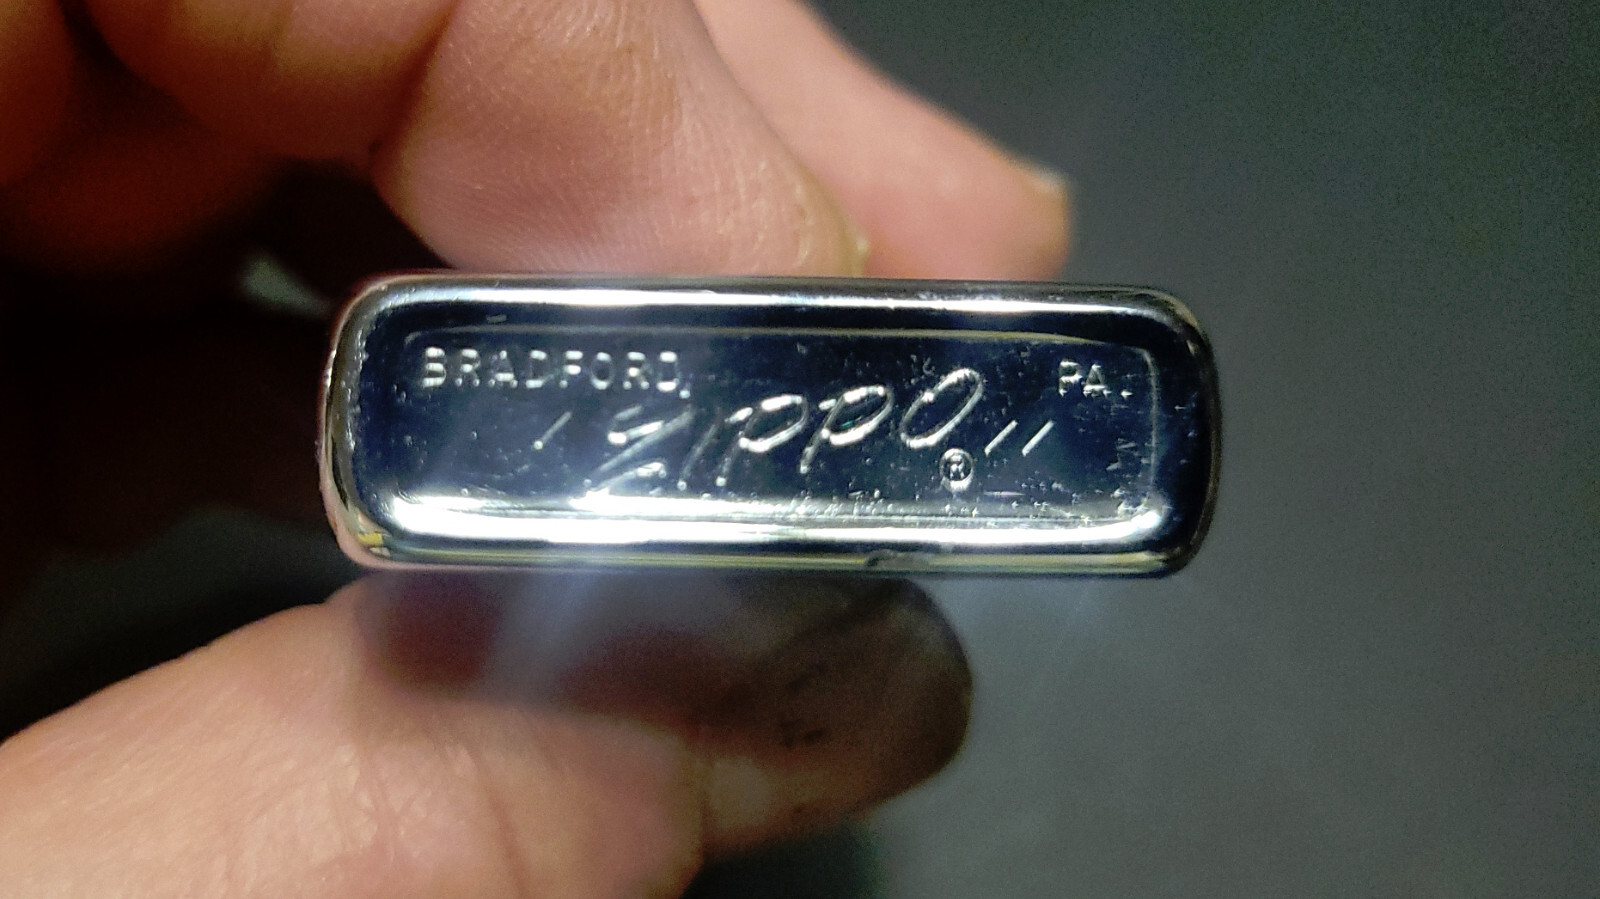 BRADFORD, PA.
/ Zippo ® //